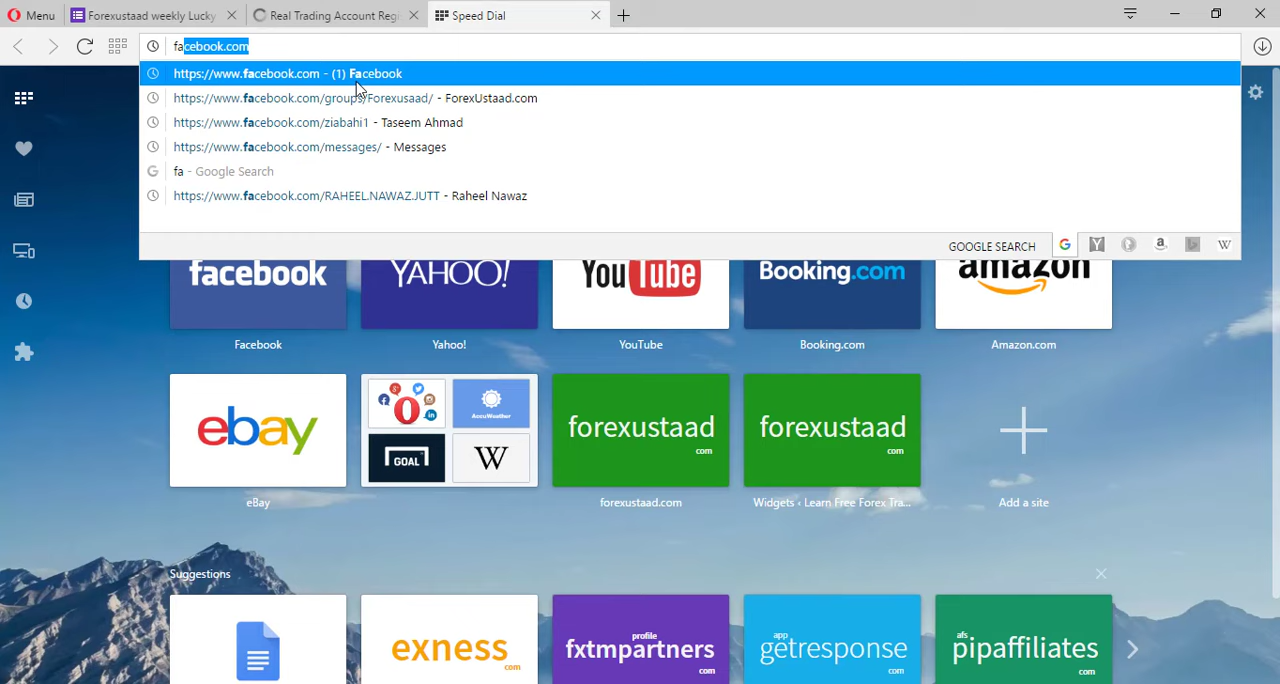 Menu Forexustaad weekly Lucky Real Trading Account Regi Speed Dial
facebook.com
https://www.facebook.com - (1) Facebook
https://www.facebook.com/groups/Forexusaad/ - ForexUstaad.com
https://www.facebook.com/ziabahi1 - Taseem Ahmad
https://www.facebook.com/messages/ - Messages
fa - Google Search
https://www.facebook.com/RAHEEL.NAWAZ.JUTT - Raheel Nawaz
GOOGLE SEARCH G Y a b W
facebook YAHOO! YouTube Booking.com amazon
Facebook Yahoo! YouTube Booking.com Amazon.com
ebay AccuWeather GOAL W forexustaad com forexustaad com
eBay forexustaad.com Widgets ‹ Learn Free Forex Tra... Add a site
Suggestions
exness com profile fxtmpartners com app getresponse com afs pipaffiliates com